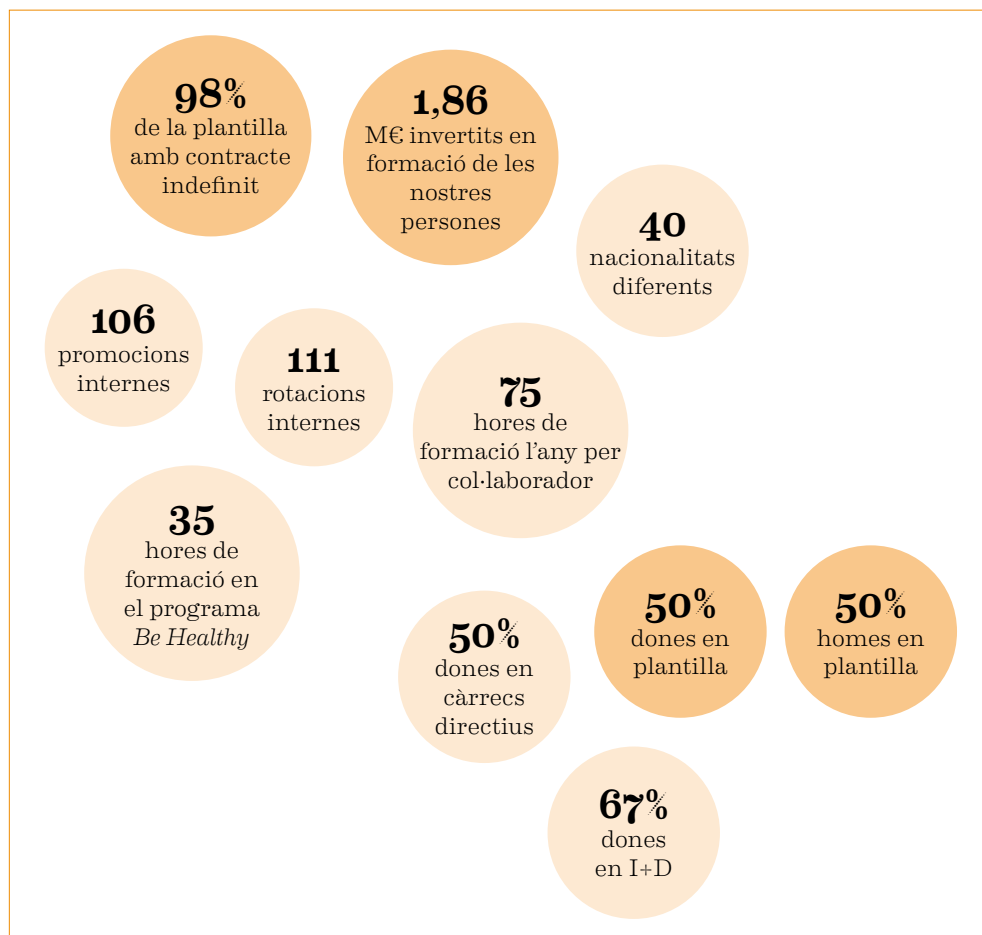 98%
de la plantilla
amb contracte
indefinit
1,86
M€ invertits en
formació de les
nostres
persones
40
nacionalitats
diferents
106
promocions
internes
111
rotacions
internes
75
hores de
formació l'any per
col·laborador
35
hores de
formació en
el programa
Be Healthy
50%
dones en
càrrecs
directius
50%
dones en
plantilla
50%
homes en
plantilla
67%
dones
en I+D